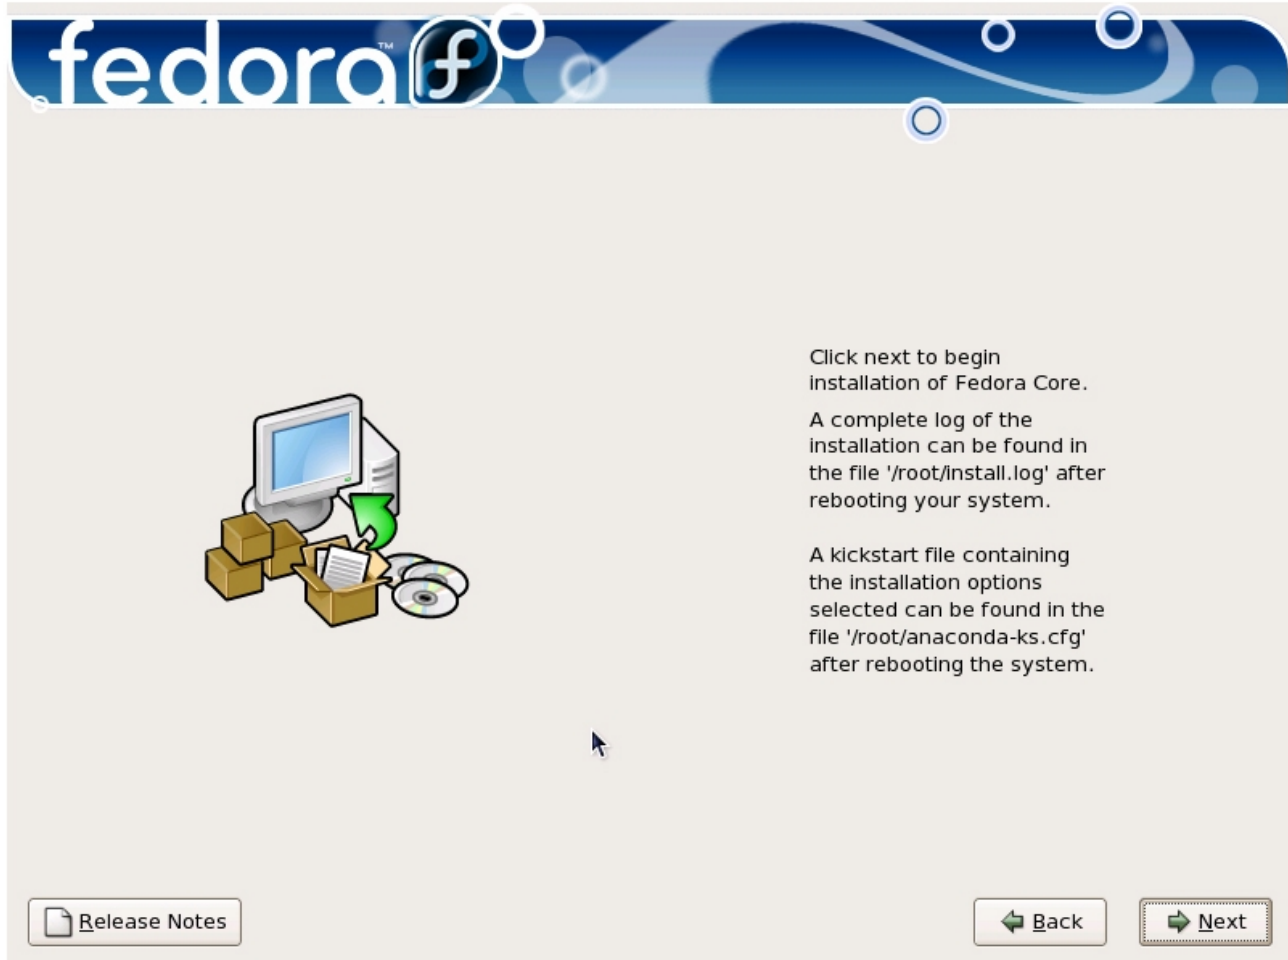 fedora™
Click next to begin
installation of Fedora Core.
A complete log of the
installation can be found in
the file '/root/install.log' after
rebooting your system.
A kickstart file containing
the installation options
selected can be found in the
file '/root/anaconda-ks.cfg'
after rebooting the system.
Release Notes
Back
Next